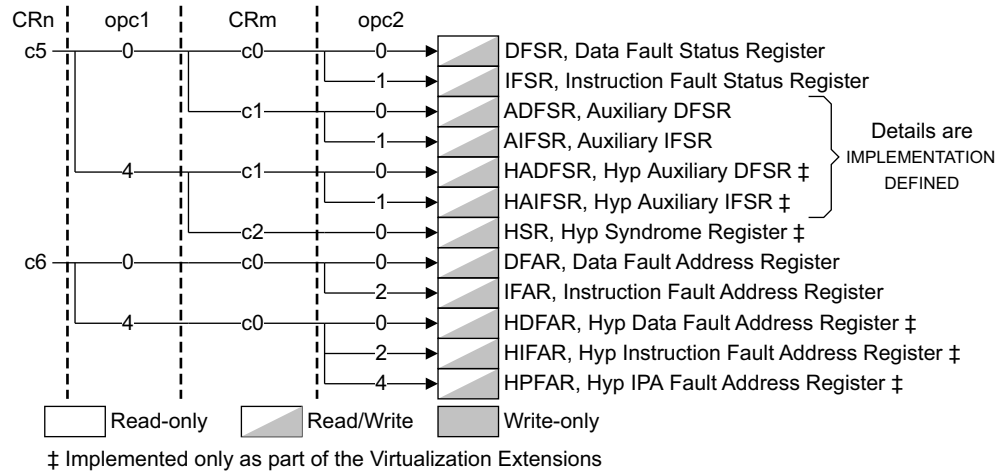 CRn opc1 CRm opc2
c5 0 c0 0 DFSR, Data Fault Status Register
1 IFSR, Instruction Fault Status Register
c1 0 ADFSR, Auxiliary DFSR
1 AIFSR, Auxiliary IFSR
4 c1 0 HADFSR, Hyp Auxiliary DFSR ‡
1 HAIFSR, Hyp Auxiliary IFSR ‡
Details are
IMPLEMENTATION
DEFINED
c2 0 HSR, Hyp Syndrome Register ‡
c6 0 c0 0 DFAR, Data Fault Address Register
2 IFAR, Instruction Fault Address Register
4 c0 0 HDFAR, Hyp Data Fault Address Register ‡
2 HIFAR, Hyp Instruction Fault Address Register ‡
4 HPFAR, Hyp IPA Fault Address Register ‡
Read-only Read/Write Write-only
‡ Implemented only as part of the Virtualization Extensions